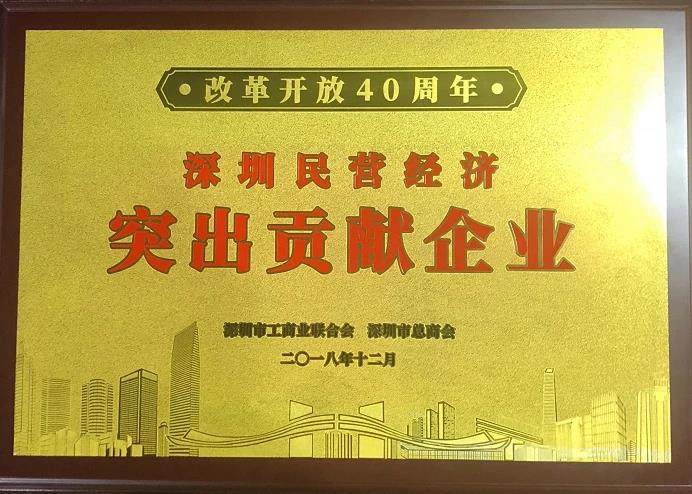 ·改革开放40周年·
深圳民营经济
突出贡献企业
深圳市工商业联合会 深圳市总商会
二〇一八年十二月